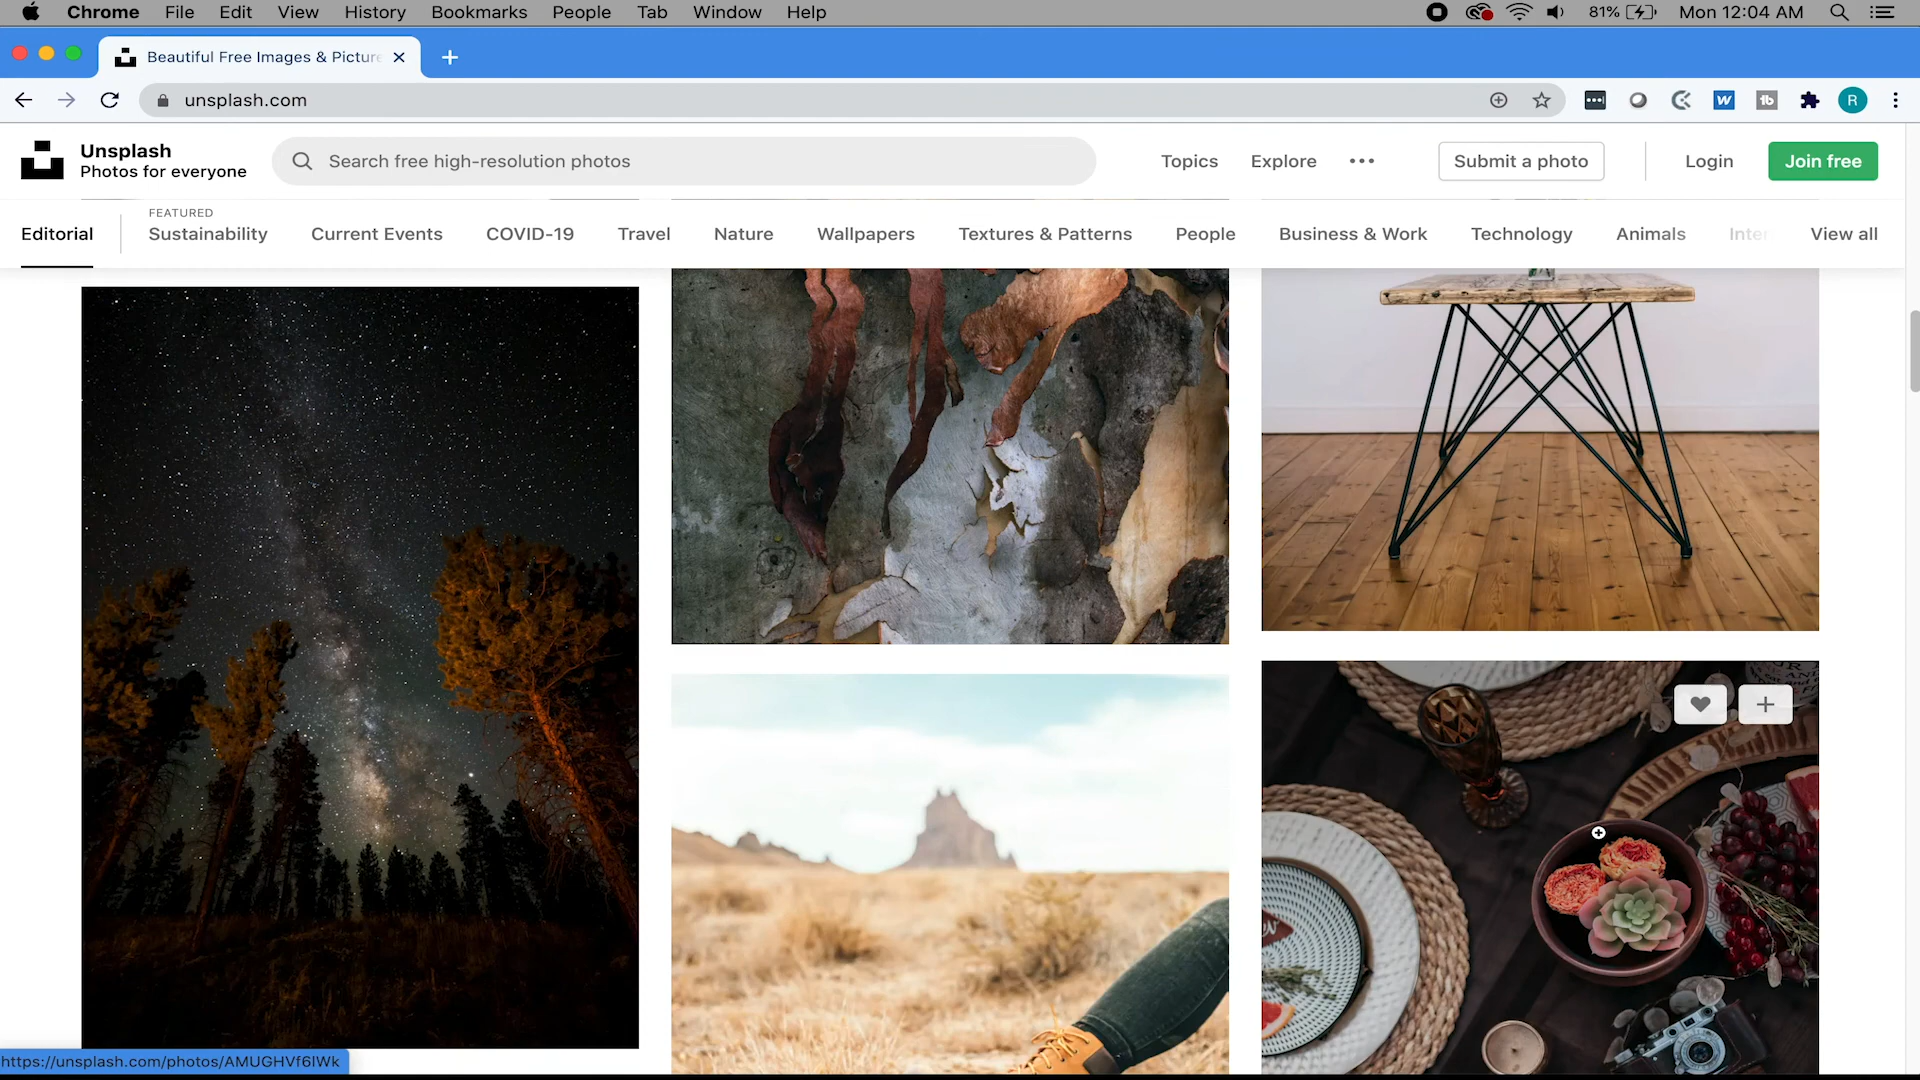 Chrome File Edit View History Bookmarks People Tab Window Help 81% Mon 12:04 AM
Beautiful Free Images & Picture
unsplash.com
W tb R
Unsplash
Photos for everyone
Search free high-resolution photos
Topics Explore Submit a photo Login Join free
FEATURED
Editorial Sustainability Current Events COVID-19 Travel Nature Wallpapers Textures & Patterns People Business & Work Technology Animals Inte View all
https://unsplash.com/photos/AMUGHVf6lWk